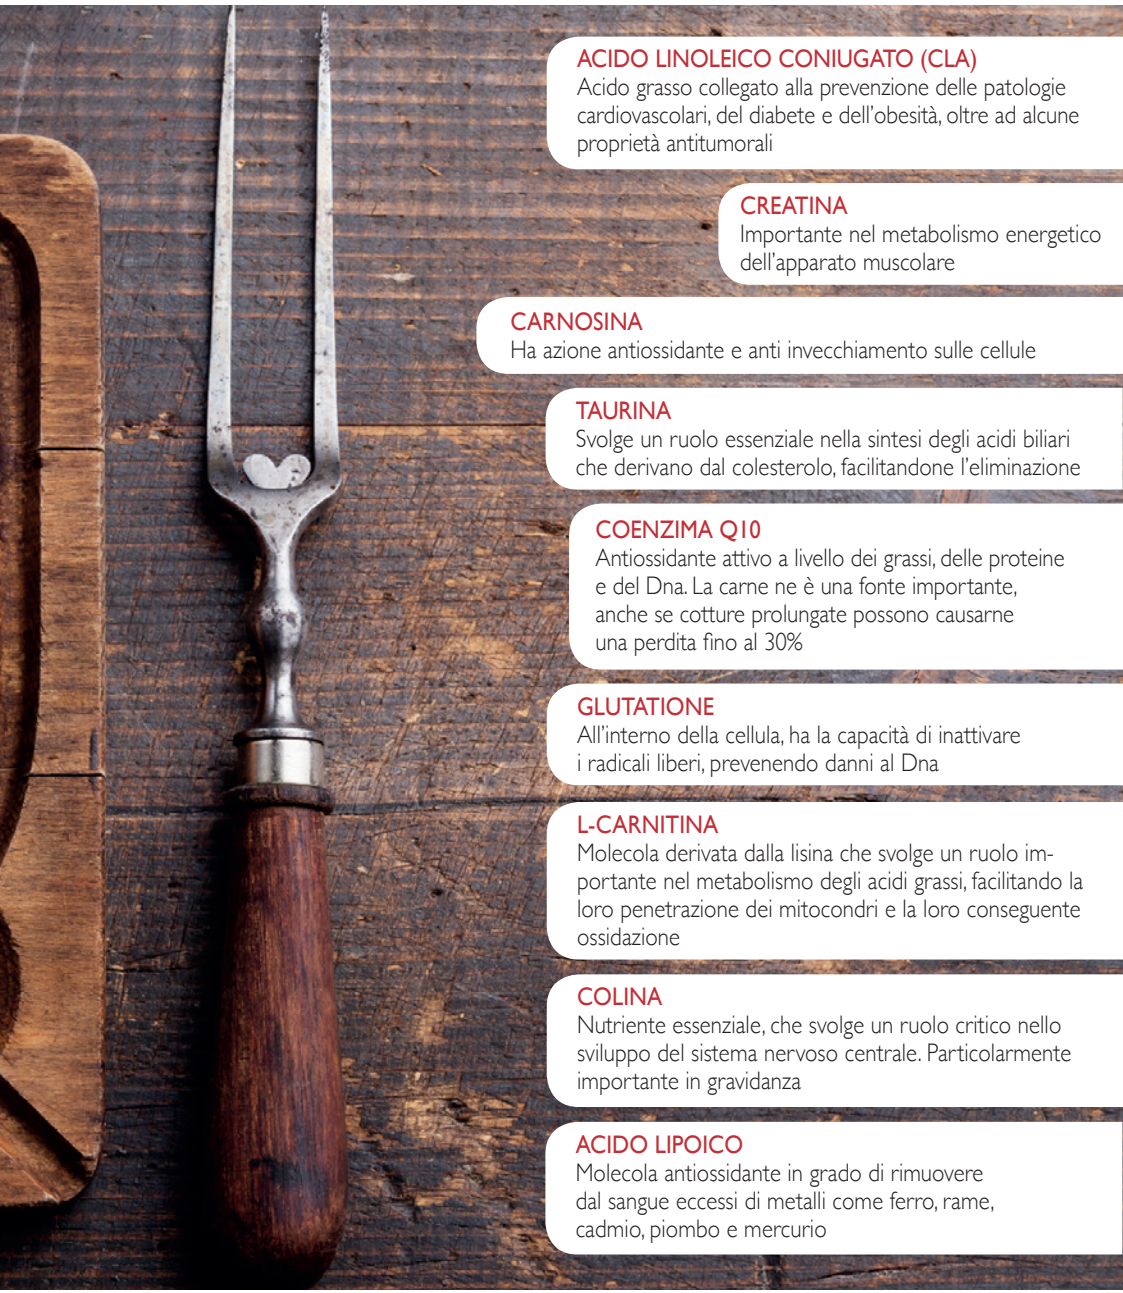 ACIDO LINOLEICO CONIUGATO (CLA)
Acido grasso collegato alla prevenzione delle patologie
cardiovascolari, del diabete e dell'obesità, oltre ad alcune
proprietà antitumorali
CREATINA
Importante nel metabolismo energetico
dell'apparato muscolare
CARNOSINA
Ha azione antiossidante e anti invecchiamento sulle cellule
TAURINA
Svolge un ruolo essenziale nella sintesi degli acidi biliari
che derivano dal colesterolo, facilitandone l'eliminazione
COENZIMA Q10
Antiossidante attivo a livello dei grassi, delle proteine
e del Dna. La carne ne è una fonte importante,
anche se cotture prolungate possono causarne
una perdita fino al 30%
GLUTATIONE
All'interno della cellula, ha la capacità di inattivare
i radicali liberi, prevenendo danni al Dna
L-CARNITINA
Molecola derivata dalla lisina che svolge un ruolo im-
portante nel metabolismo degli acidi grassi, facilitando la
loro penetrazione dei mitocondri e la loro conseguente
ossidazione
COLINA
Nutriente essenziale, che svolge un ruolo critico nello
sviluppo del sistema nervoso centrale. Particolarmente
importante in gravidanza
ACIDO LIPOICO
Molecola antiossidante in grado di rimuovere
dal sangue eccessi di metalli come ferro, rame,
cadmio, piombo e mercurio